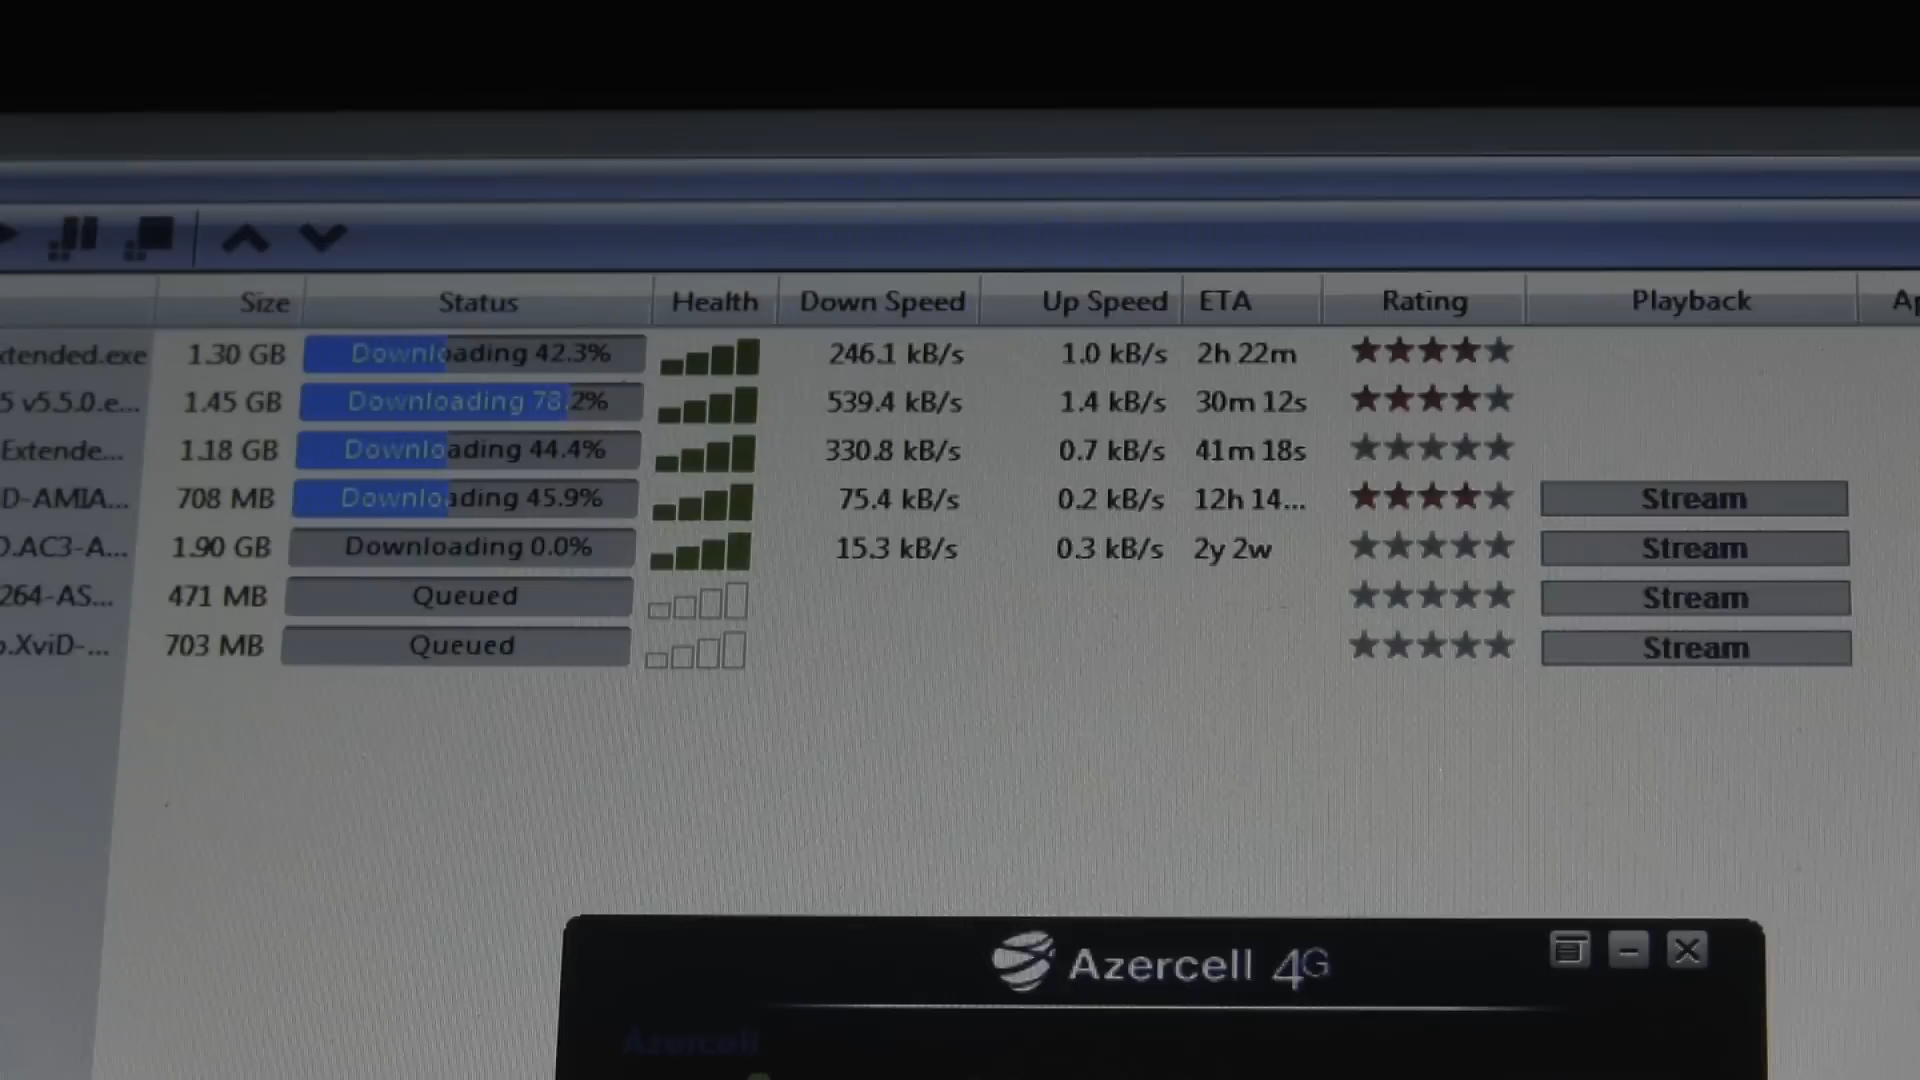 Size Status Health Down Speed Up Speed ETA Rating Playback Ap
xtended.exe 1.30 GB Downloading 42.3% 246.1 kB/s 1.0 kB/s 2h 22m
5 v5.5.0.e... 1.45 GB Downloading 78.2% 539.4 kB/s 1.4 kB/s 30m 12s
Extende... 1.18 GB Downloading 44.4% 330.8 kB/s 0.7 kB/s 41m 18s
D-AMIA... 708 MB Downloading 45.9% 75.4 kB/s 0.2 kB/s 12h 14... Stream
D.AC3-A... 1.90 GB Downloading 0.0% 15.3 kB/s 0.3 kB/s 2y 2w Stream
264-AS... 471 MB Queued Stream
o.XviD-... 703 MB Queued Stream
Azercell 4G
Azercell